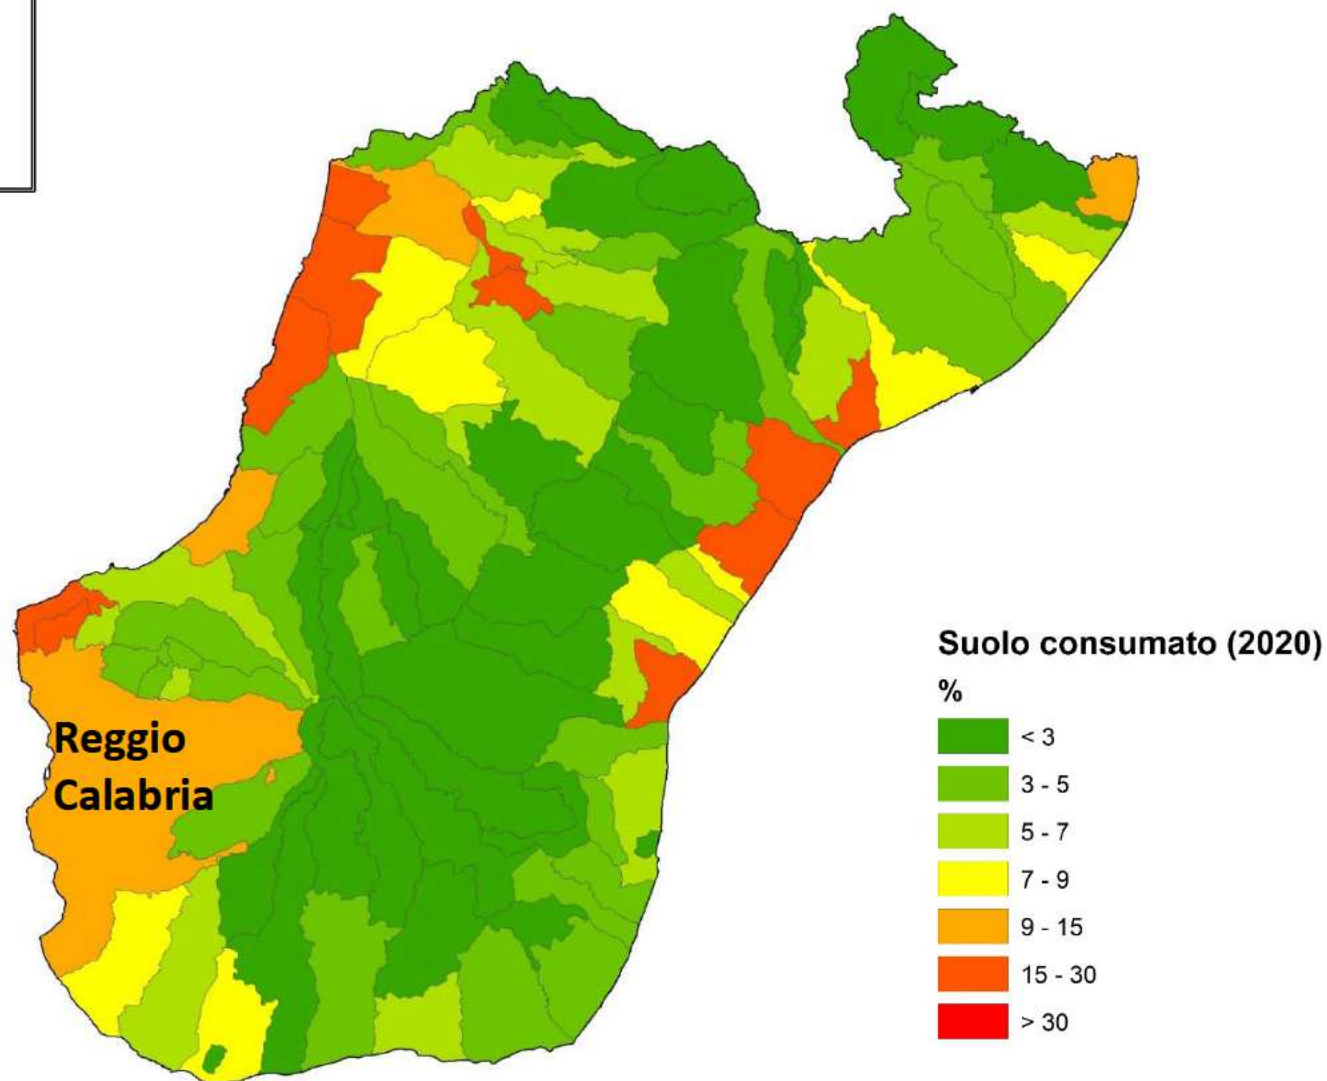 Reggio
Calabria
Suolo consumato (2020)
%
< 3
3 - 5
5 - 7
7 - 9
9 - 15
15 - 30
> 30